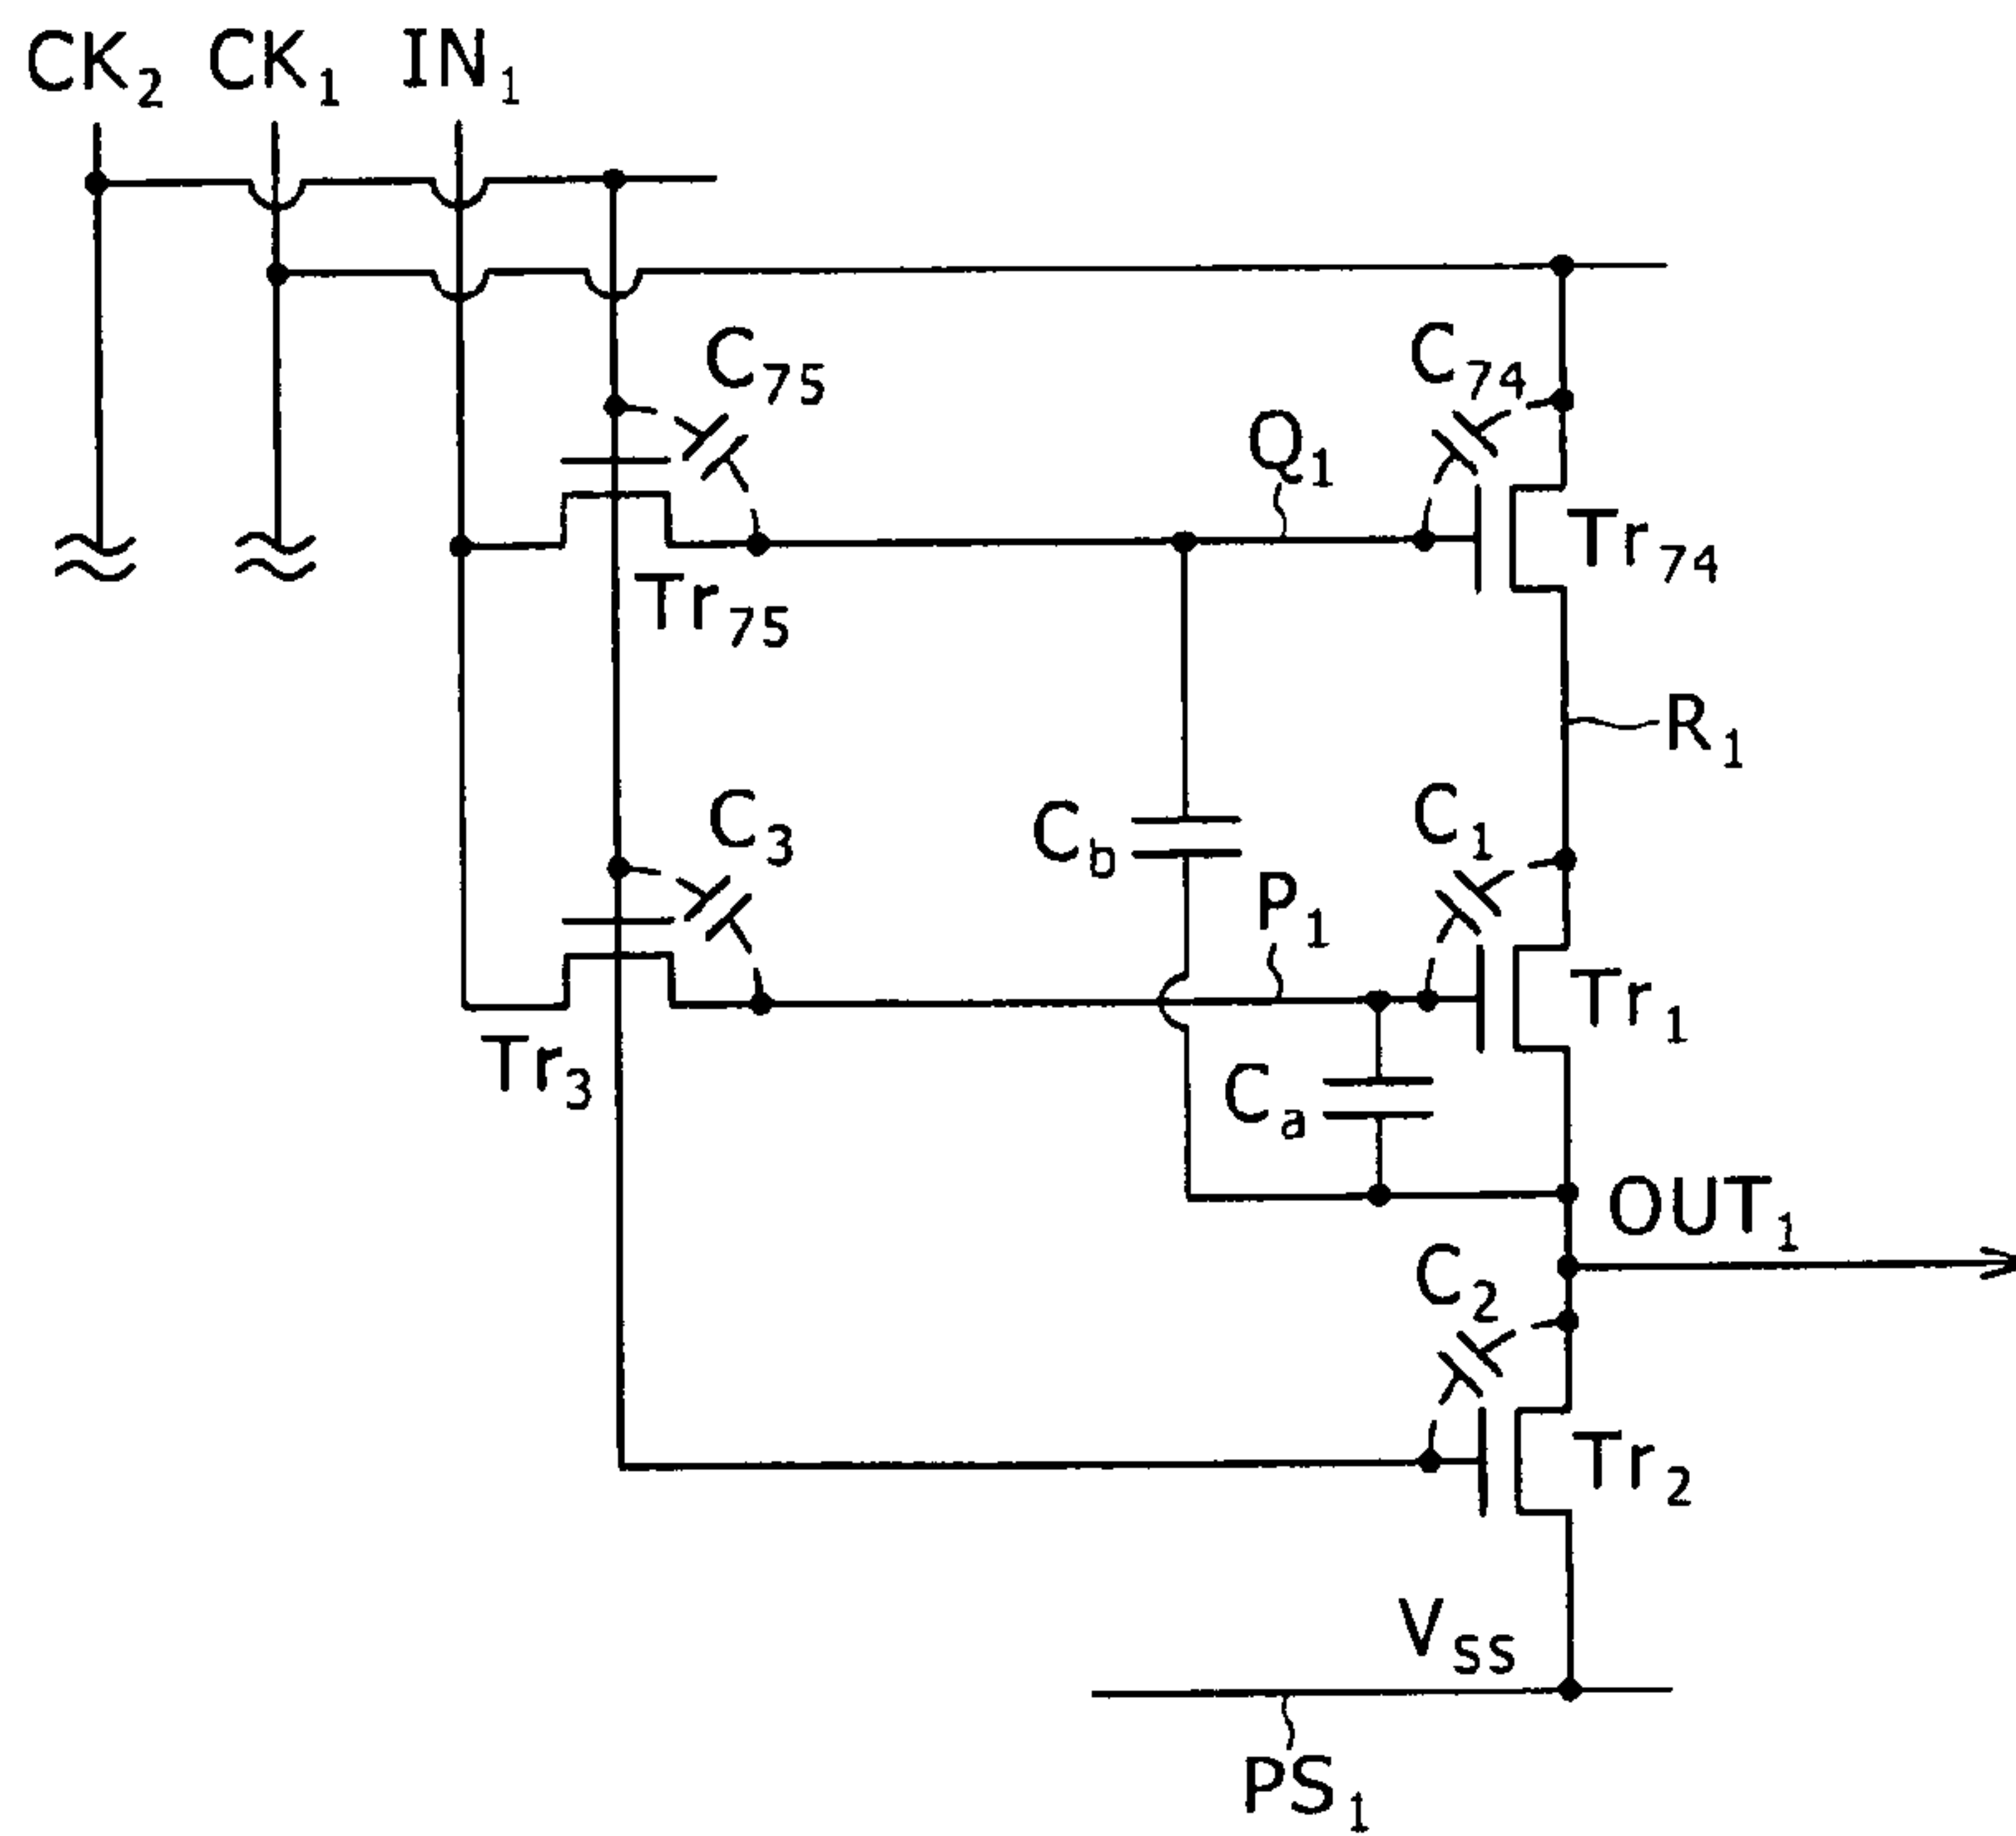 CK2 CK1 IN1
C75 C74
Q1
Tr74
Tr75
R1
C3 Cb C1
P1
Tr1
Tr3 Ca
OUT1
C2
Tr2
VSS
PS1